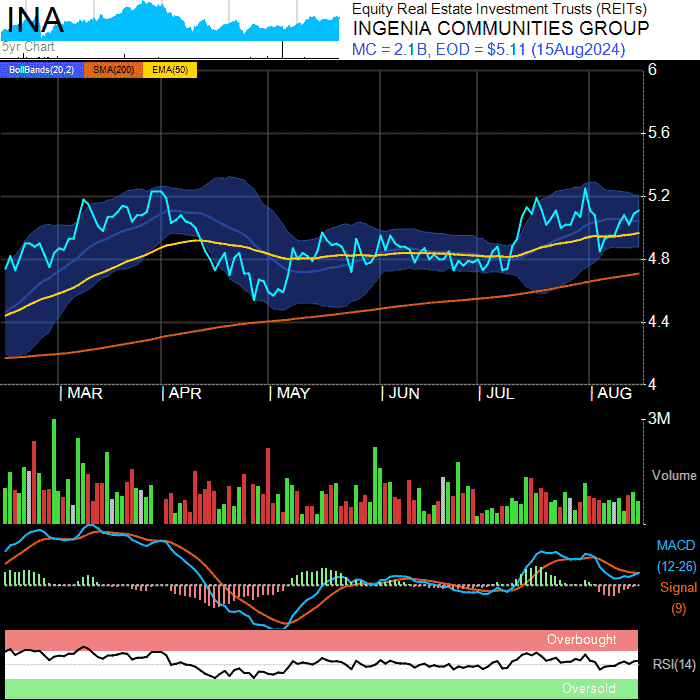 INA
5yr Chart
Equity Real Estate Investment Trusts (REITs)
INGENIA COMMUNITIES GROUP
MC = 2.1B, EOD = $5.11 (15Aug2024)
BollBands(20,2) SMA(200) EMA(50)
6
5.6
5.2
4.8
4.4
4
| MAR | APR | MAY | JUN | JUL | AUG
3M
Volume
MACD
(12-26)
Signal
(9)
Overbought
RSI(14)
Oversold